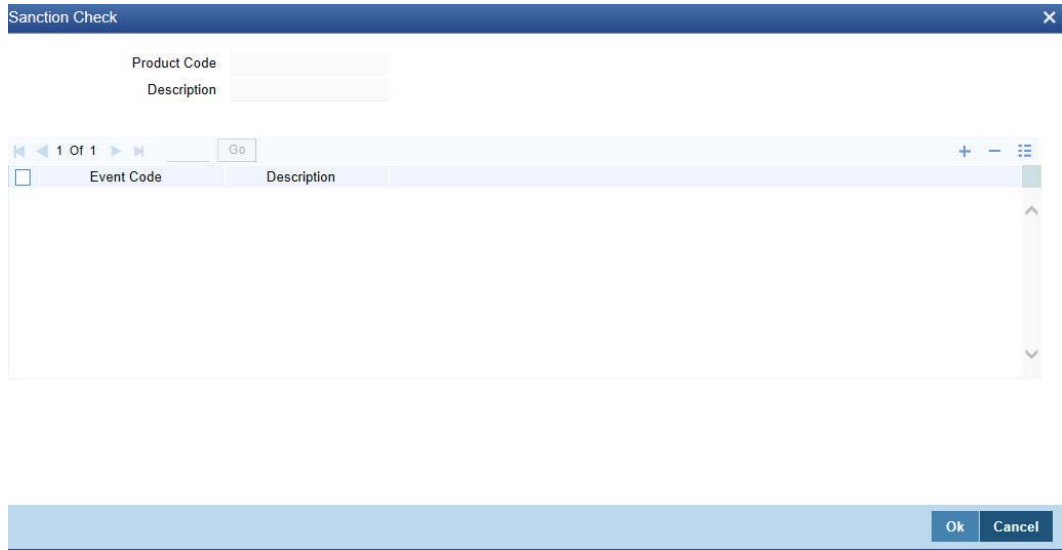 Sanction Check
Product Code
Description
1 Of 1 Go
Event Code Description
Ok Cancel